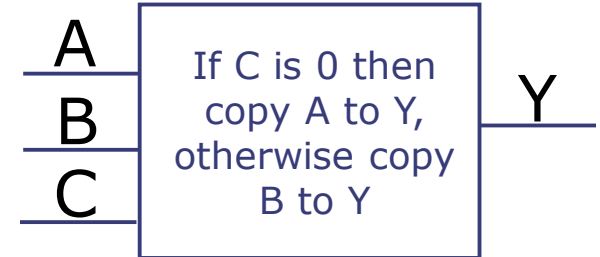 A
B
C
If C is 0 then
copy A to Y,
otherwise copy
B to Y
Y